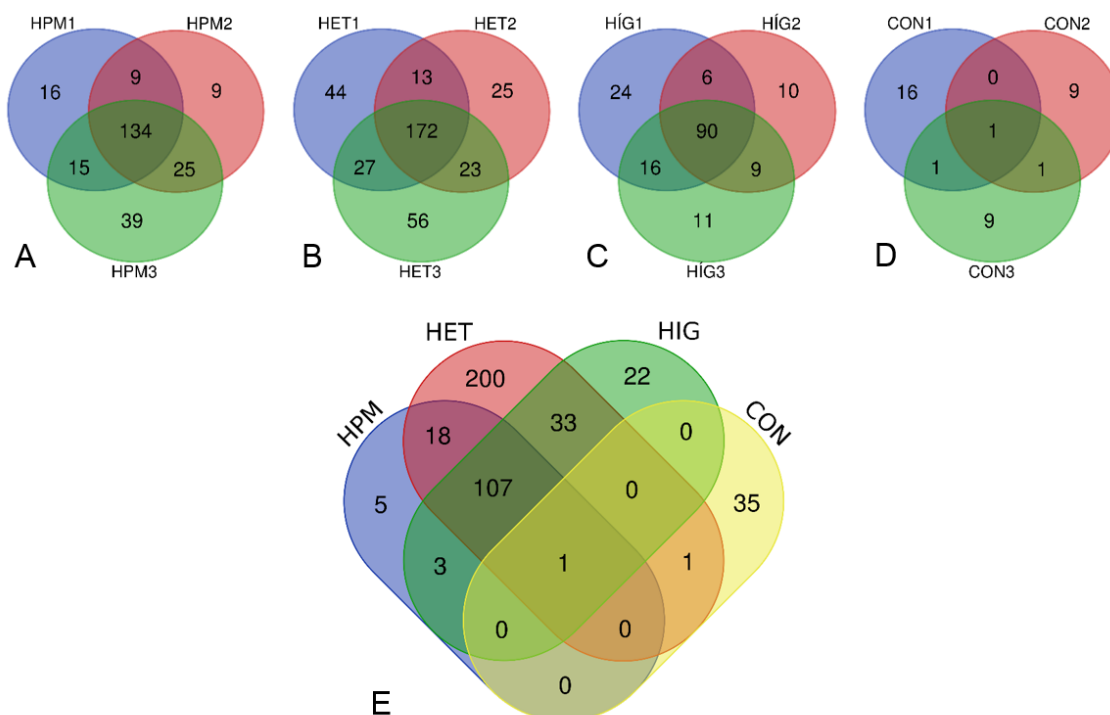 HPM1 HPM2 HET1 HET2 HÍG1 HÍG2 CON1 CON2
16 9 9 44 13 25 24 6 10 16 0 9
134 172 90 1
15 25 27 23 16 9 1 1
39 56 11 9
A HPM3 B HET3 C HÍG3 D CON3
HET HIG
HPM 200 22 CON
18 33 0
5 107 0 35
3 1 1
0 0
0
E